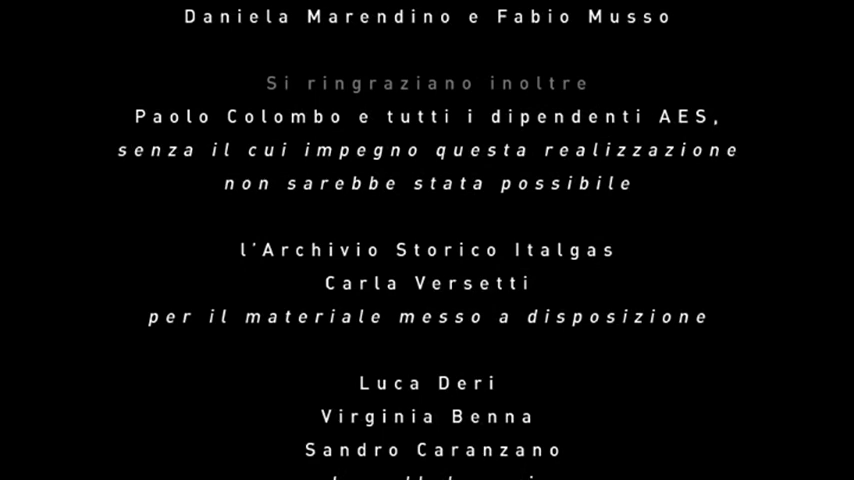 Daniela Marendino e Fabio Musso
Si ringraziano inoltre
Paolo Colombo e tutti i dipendenti AES,
senza il cui impegno questa realizzazione
non sarebbe stata possibile
l'Archivio Storico Italgas
Carla Versetti
per il materiale messo a disposizione
Luca Deri
Virginia Benna
Sandro Caranzano